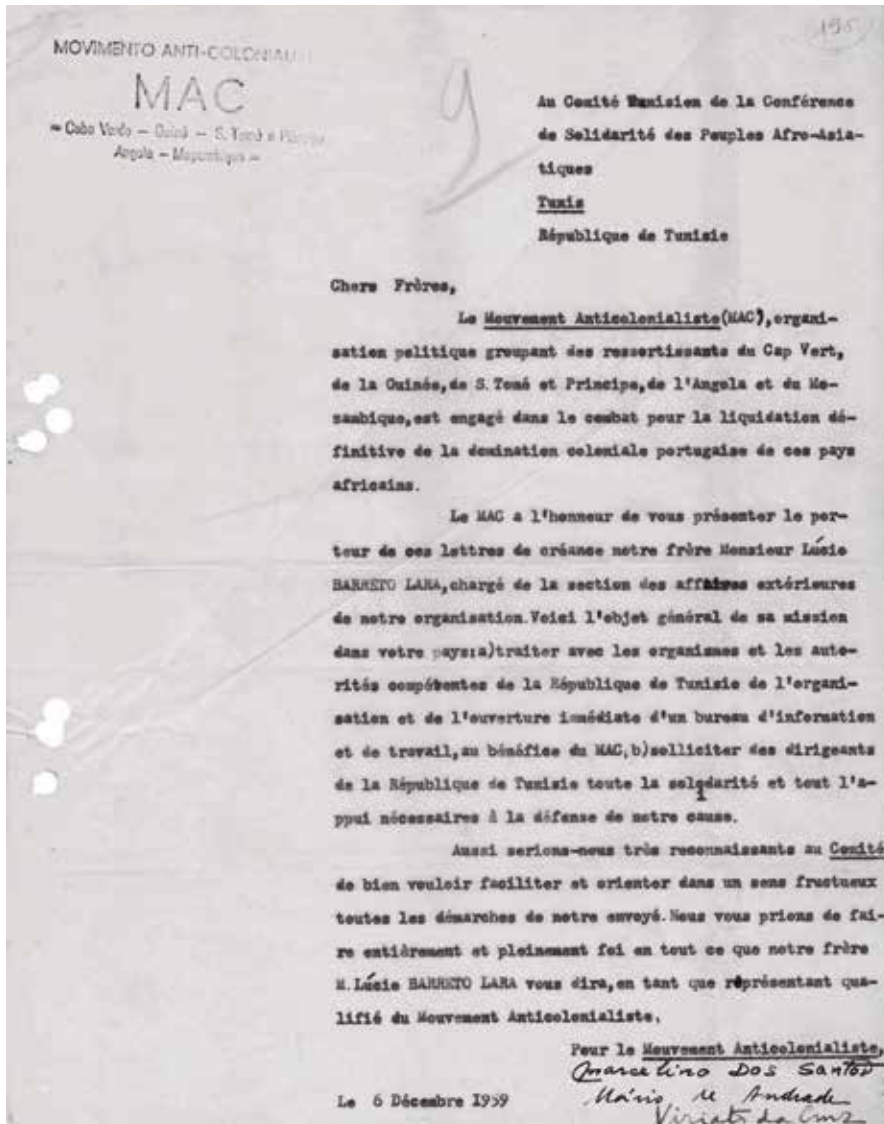 195
MOVIMENTO ANTI-COLONIALI
MAC
— Cabo Verde — Guiné — S. Tomé e Príncipe
Angola — Moçambique —
9
Au Comité Tunisien de la Conférence
de Solidarité des Peuples Afro-Asia-
tiques
Tunis
République de Tunisie
Chers Frères,
Le Mouvement Anticolonialiste(MAC),organi-
sation politique groupant des ressortissants du Cap Vert,
de la Guinée,de S.Tomé et Principe,de l'Angola et du Mo-
zambique,est engagé dans le combat pour la liquidation dé-
finitive de la domination coloniale portugaise de ces pays
africains.
Le MAC a l'honneur de vous présenter le por-
teur de ces lettres de créance notre frère Monsieur Lúcio
BARRETO LARA,chargé de la section des affaires extérieures
de notre organisation.Voici l'objet général de sa mission
dans votre pays:a)traiter avec les organismes et les auto-
rités compétentes de la République de Tunisie de l'organi-
sation et de l'ouverture immédiate d'un bureau d'information
et de travail,au bénéfice du MAC,b)solliciter des dirigeants
de la République de Tunisie toute la solidarité et tout l'a-
ppui nécessaires à la défense de notre cause.
Aussi serions-nous très reconnaissants au Comité
de bien vouloir faciliter et orienter dans un sens fructueux
toutes les démarches de notre envoyé.Nous vous prions de fai-
re entièrement et pleinement foi en tout ce que notre frère
M.Lúcio BARRETO LARA vous dira,en tant que représentant qua-
lifié du Mouvement Anticolonialiste.
Pour le Mouvement Anticolonialiste,
Marcelino Dos Santos
Le 6 Décembre 1959
Mário de Andrade
Viriato da Cruz